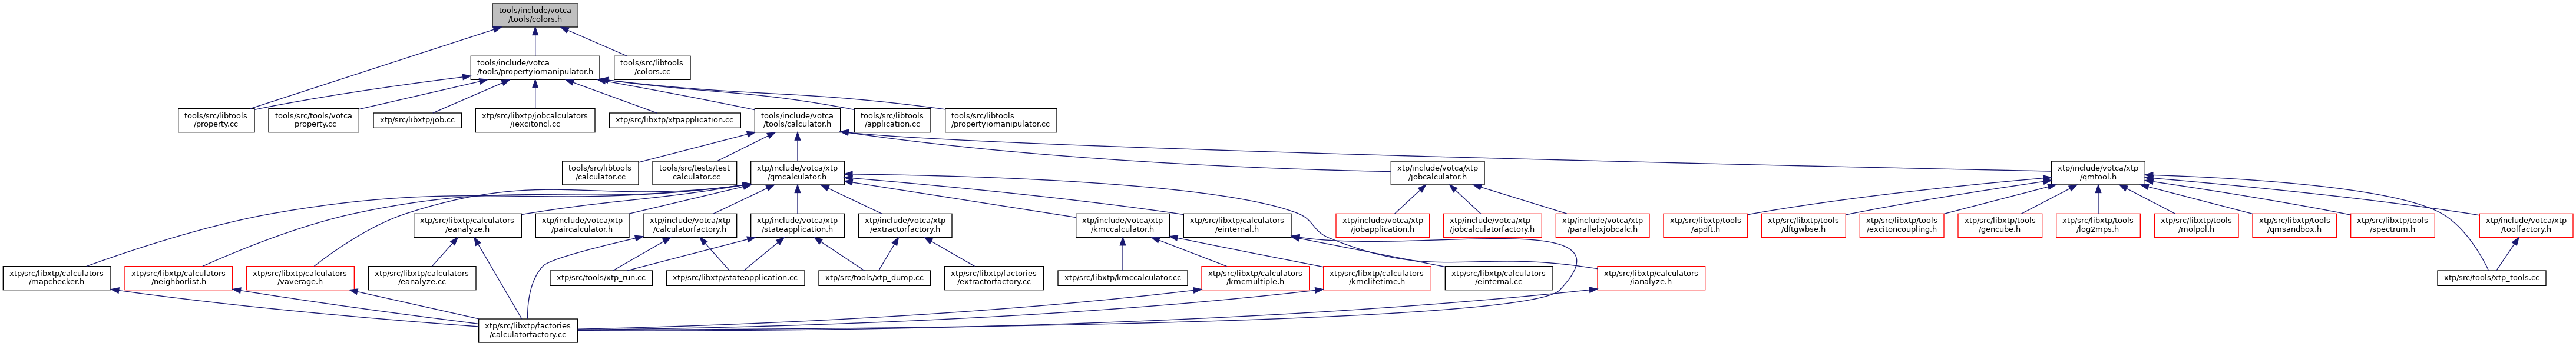 tools/include/votca
/tools/colors.h
tools/include/votca
/tools/propertyiomanipulator.h
tools/src/libtools
/colors.cc
tools/src/libtools
/property.cc
tools/src/tools/votca
_property.cc
xtp/src/libxtp/job.cc
xtp/src/libxtp/jobcalculators
/iexcitoncl.cc
xtp/src/libxtp/xtpapplication.cc
tools/include/votca
/tools/calculator.h
tools/src/libtools
/application.cc
tools/src/libtools
/propertyiomanipulator.cc
tools/src/libtools
/calculator.cc
tools/src/tests/test
_calculator.cc
xtp/include/votca/xtp
/qmcalculator.h
xtp/include/votca/xtp
/jobcalculator.h
xtp/include/votca/xtp
/qmtool.h
xtp/src/libxtp/calculators
/eanalyze.h
xtp/include/votca/xtp
/paircalculator.h
xtp/include/votca/xtp
/calculatorfactory.h
xtp/include/votca/xtp
/stateapplication.h
xtp/include/votca/xtp
/extractorfactory.h
xtp/include/votca/xtp
/kmccalculator.h
xtp/src/libxtp/calculators
/einternal.h
xtp/include/votca/xtp
/jobapplication.h
xtp/include/votca/xtp
/jobcalculatorfactory.h
xtp/include/votca/xtp
/parallelxjobcalc.h
xtp/src/libxtp/tools
/apdft.h
xtp/src/libxtp/tools
/dftgwbse.h
xtp/src/libxtp/tools
/excitoncoupling.h
xtp/src/libxtp/tools
/gencube.h
xtp/src/libxtp/tools
/log2mps.h
xtp/src/libxtp/tools
/molpol.h
xtp/src/libxtp/tools
/qmsandbox.h
xtp/src/libxtp/tools
/spectrum.h
xtp/include/votca/xtp
/toolfactory.h
xtp/src/libxtp/calculators
/mapchecker.h
xtp/src/libxtp/calculators
/neighborlist.h
xtp/src/libxtp/calculators
/vaverage.h
xtp/src/libxtp/calculators
/eanalyze.cc
xtp/src/tools/xtp_run.cc
xtp/src/libxtp/stateapplication.cc
xtp/src/tools/xtp_dump.cc
xtp/src/libxtp/factories
/extractorfactory.cc
xtp/src/libxtp/kmccalculator.cc
xtp/src/libxtp/calculators
/kmcmultiple.h
xtp/src/libxtp/calculators
/kmclifetime.h
xtp/src/libxtp/calculators
/einternal.cc
xtp/src/libxtp/calculators
/ianalyze.h
xtp/src/tools/xtp_tools.cc
xtp/src/libxtp/factories
/calculatorfactory.cc